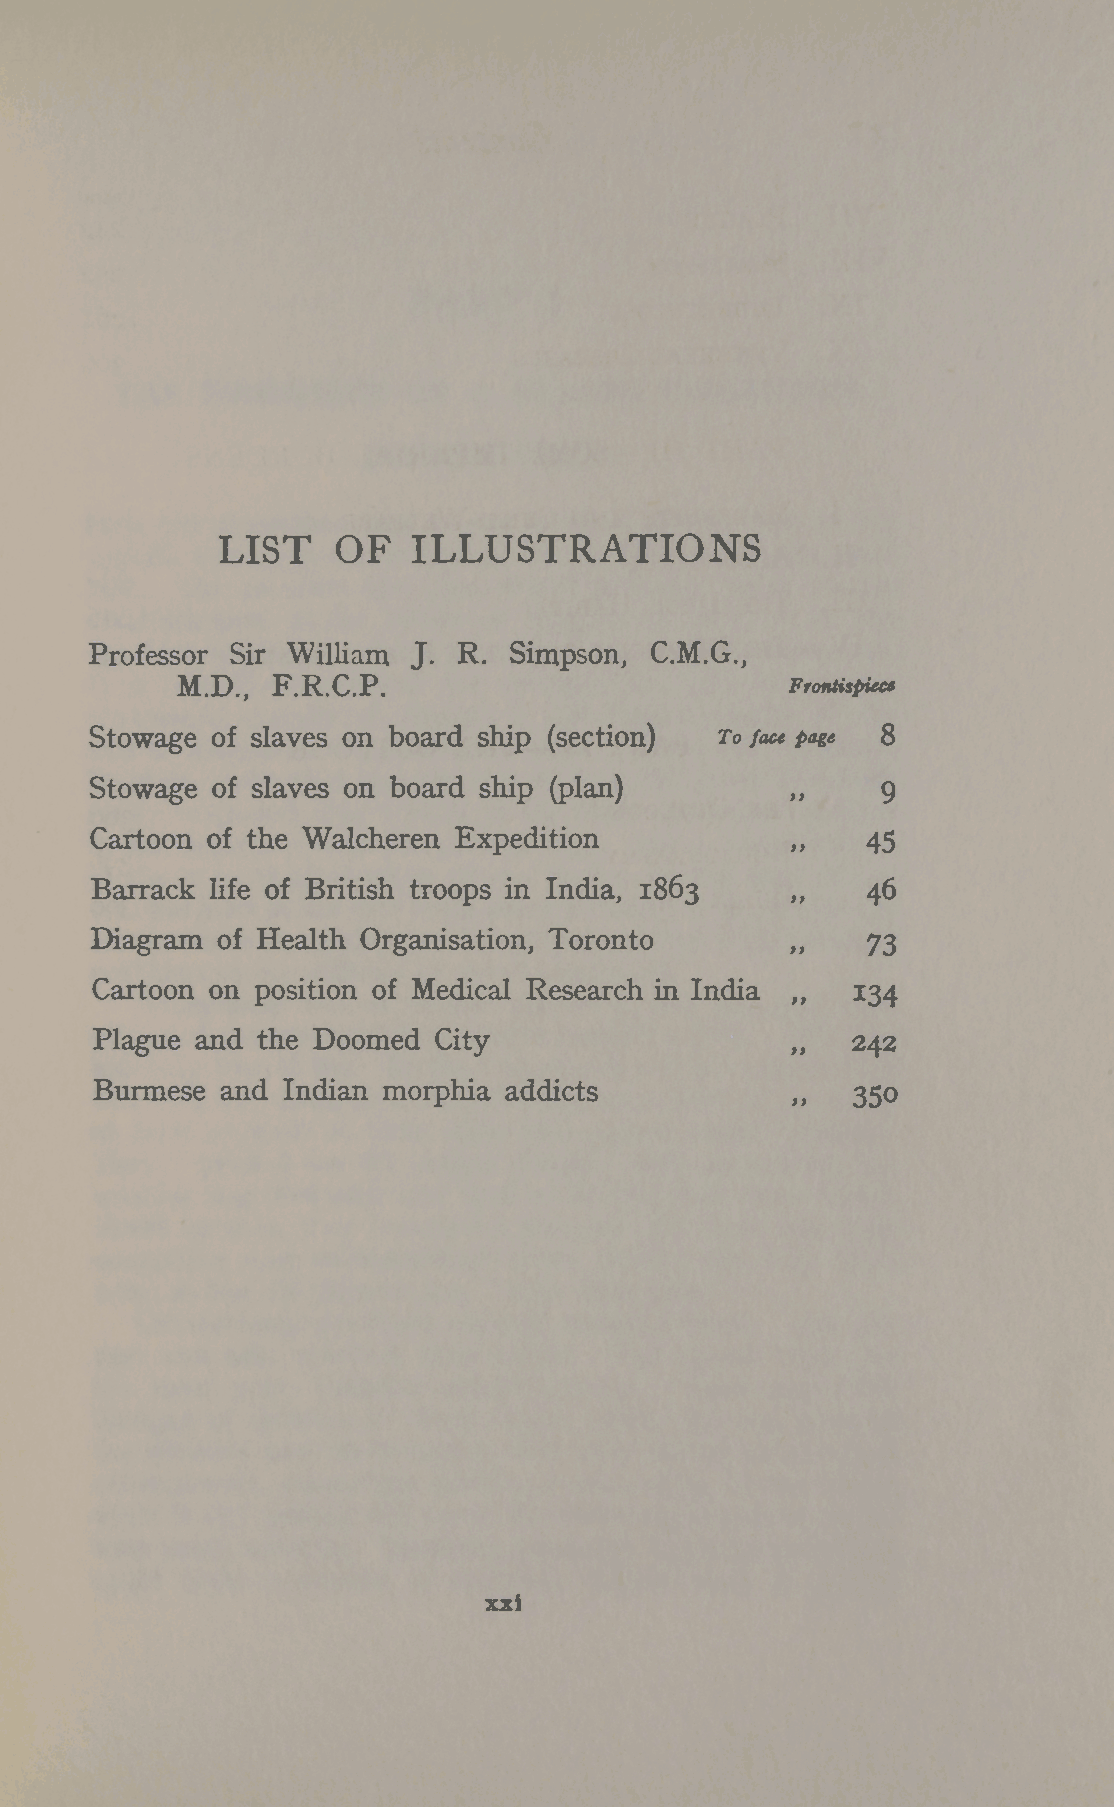 LIST OF ILLUSTRATIONS
Professor Sir William J. R. Simpson, C.M.G.,
M.D., F.R.C.P. Frontispiece
Stowage of slaves on board ship (section) To face page 8
Stowage of slaves on board ship (plan) ,, 9
Cartoon of the Walcheren Expedition ,, 45
Barrack life of British troops in India, 1863 ,, 46
Diagram of Health Organisation, Toronto ,, 73
Cartoon on position of Medical Research in India ,, 134
Plague and the Doomed City ,, 242
Burmese and Indian morphia addicts ,, 350
xxi